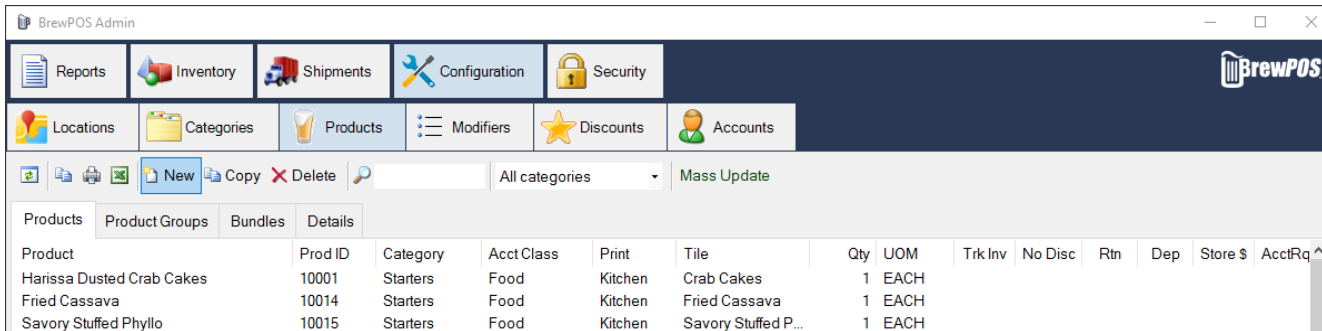 BrewPOS Admin
Reports Inventory Shipments Configuration Security BrewPOS
Locations Categories Products Modifiers Discounts Accounts
New Copy Delete All categories Mass Update
Products Product Groups Bundles Details
Product Prod ID Category Acct Class Print Tile Qty UOM Trk Inv No Disc Rtn Dep Store $ AcctRq
Harissa Dusted Crab Cakes 10001 Starters Food Kitchen Crab Cakes 1 EACH
Fried Cassava 10014 Starters Food Kitchen Fried Cassava 1 EACH
Savory Stuffed Phyllo 10015 Starters Food Kitchen Savory Stuffed P... 1 EACH